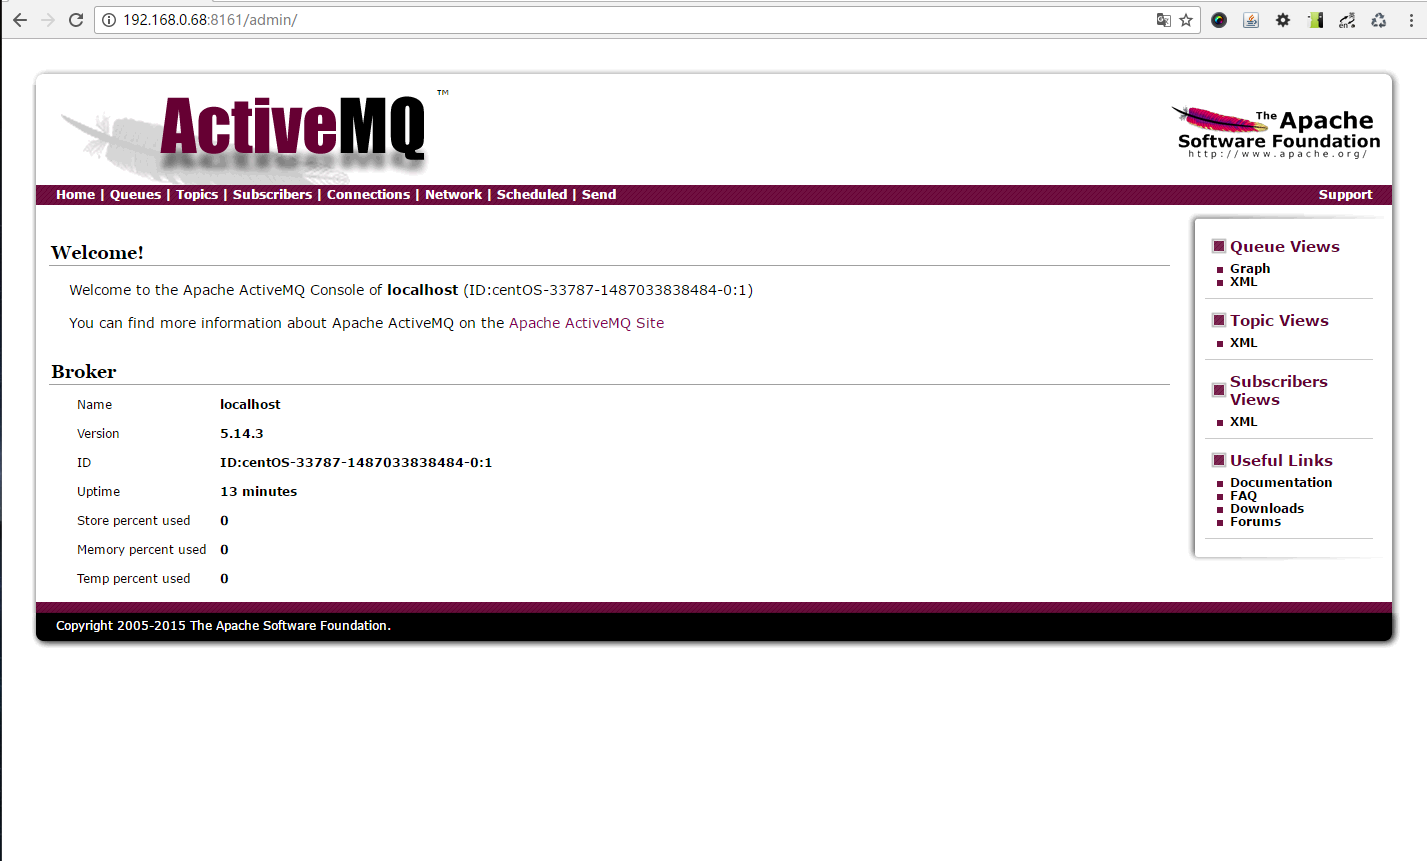 192.168.0.68:8161/admin/
ActiveMQ ™
The Apache
Software Foundation
http://www.apache.org/
Home | Queues | Topics | Subscribers | Connections | Network | Scheduled | Send
Support
Welcome!
Welcome to the Apache ActiveMQ Console of localhost (ID:centOS-33787-1487033838484-0:1)
You can find more information about Apache ActiveMQ on the Apache ActiveMQ Site
Broker
Name localhost
Version 5.14.3
ID ID:centOS-33787-1487033838484-0:1
Uptime 13 minutes
Store percent used 0
Memory percent used 0
Temp percent used 0
Queue Views
Graph
XML
Topic Views
XML
Subscribers
Views
XML
Useful Links
Documentation
FAQ
Downloads
Forums
Copyright 2005-2015 The Apache Software Foundation.